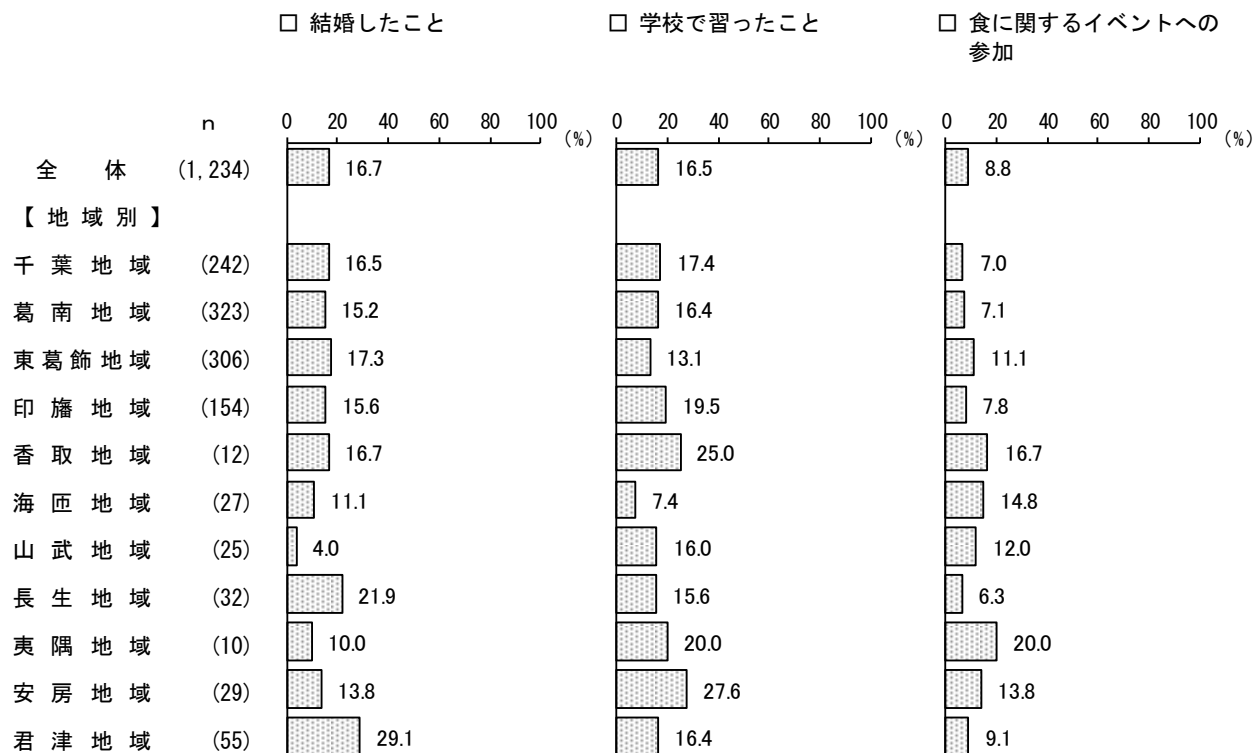 □ 結婚したこと □ 学校で習ったこと □ 食に関するイベントへの
参加
n 0 20 40 60 80 100 (%) 0 20 40 60 80 100 (%) 0 20 40 60 80 100 (%)
全体 (1,234) 16.7 16.5 8.8
【地域別】
千葉地域 (242) 16.5 17.4 7.0
葛南地域 (323) 15.2 16.4 7.1
東葛飾地域 (306) 17.3 13.1 11.1
印旛地域 (154) 15.6 19.5 7.8
香取地域 (12) 16.7 25.0 16.7
海匝地域 (27) 11.1 7.4 14.8
山武地域 (25) 4.0 16.0 12.0
長生地域 (32) 21.9 15.6 6.3
夷隅地域 (10) 10.0 20.0 20.0
安房地域 (29) 13.8 27.6 13.8
君津地域 (55) 29.1 16.4 9.1